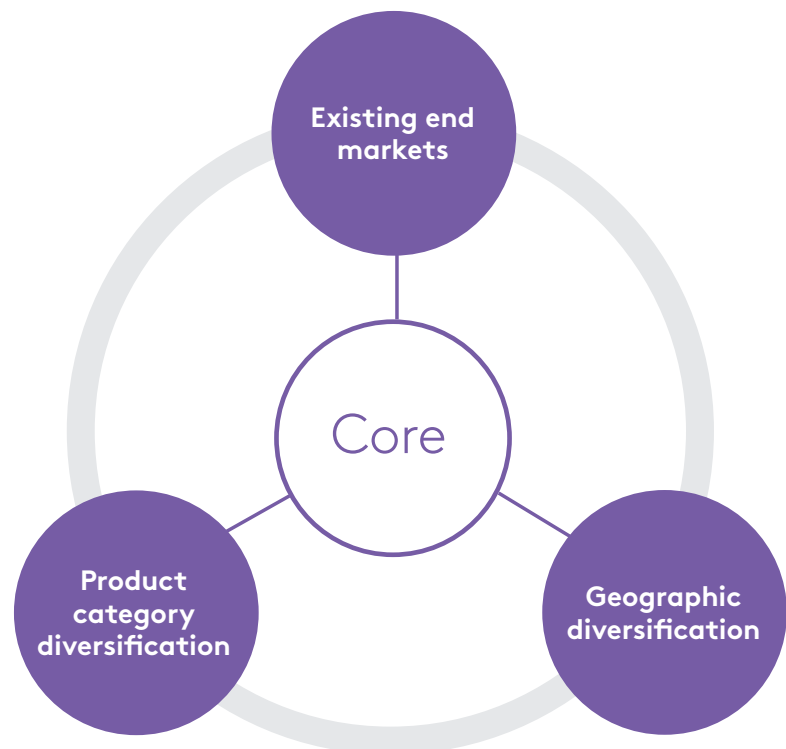 Existing end
markets
Core
Product
category
diversification
Geographic
diversification